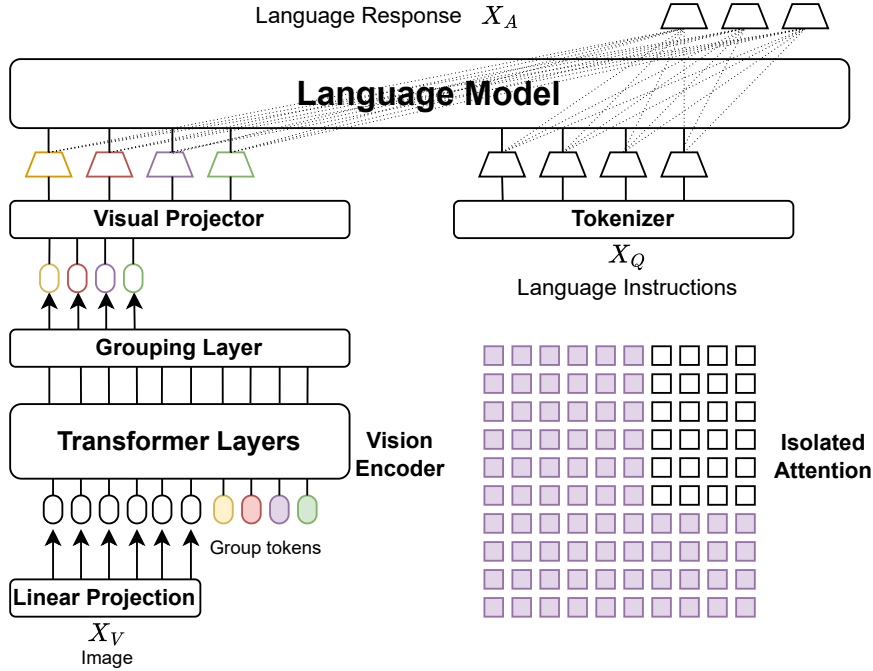 Language Response X_A
Language Model
Visual Projector
Tokenizer
X_Q
Language Instructions
Grouping Layer
Transformer Layers
Vision
Encoder
Isolated
Attention
Group tokens
Linear Projection
X_V
Image